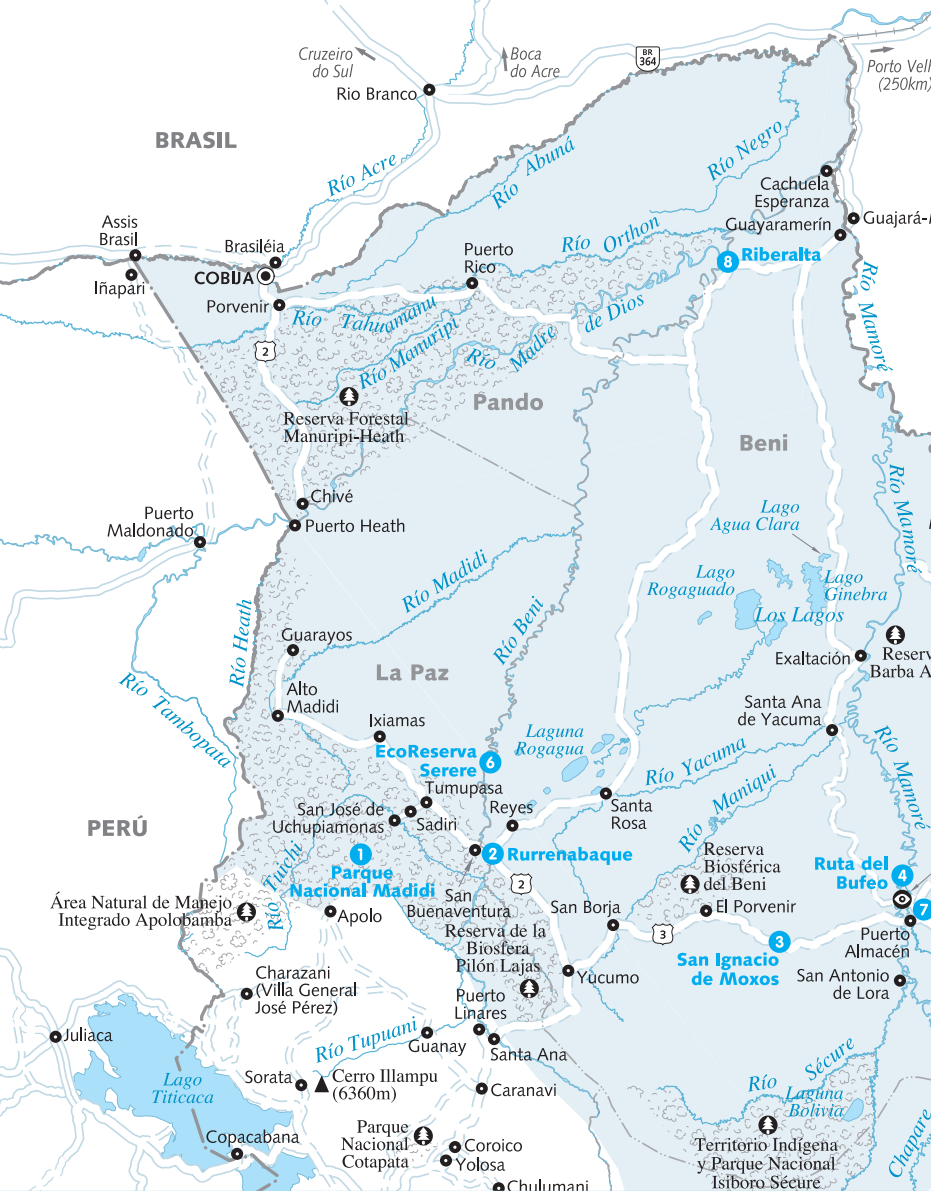 Cruzeiro
do Sul
Boca
do Acre
BR
364
Porto Velh
(250km)
Rio Branco
BRASIL
Río Acre
Río Abuná
Río Negro
Cachuela
Esperanza
Assis
Brasil
Brasiléia
Guayaramerín
Guajará-
Puerto
Rico
Río Orthon
8 Riberalta
COBIJA
Iñapari
Porvenir
Río Tahuamanu
Río Mamoré
2
Río Manuripi
Río Madre de Dios
Reserva Forestal
Manuripi-Heath
Pando
Beni
Chivé
Puerto Heath
Puerto
Maldonado
Lago
Agua Clara
Río Mamoré
Río Madidi
Lago
Rogaguado
Lago
Ginebra
Los Lagos
Río Heath
Río Beni
Guarayos
Exaltación
Reserv
Barba A
La Paz
Río Tambopata
Alto
Madidi
Ixiamas
Santa Ana
de Yacuma
EcoReserva
Serere
6
Laguna
Rogagua
Río Yacuma
Río Mamoré
Tumupasa
San José de
Uchupiamonas
Sadiri
Reyes
Santa
Rosa
Río Maniqui
PERÚ
Río Tuichi
1
Parque
Nacional Madidi
2 Rurrenabaque
Reserva
Biosférica
del Beni
Ruta del
Bufeo
4
2
San
Buenaventura
Área Natural de Manejo
Integrado Apolobamba
Apolo
San Borja
El Porvenir
7
3
3
San Ignacio
de Moxos
Puerto
Almacén
Reserva de la
Biosfera
Pilón Lajas
Yucumo
San Antonio
de Lora
Charazani
(Villa General
José Pérez)
Puerto
Linares
Juliaca
Río Tupuani
Guanay
Santa Ana
Río Sécure
Lago
Titicaca
Sorata
Cerro Illampu
(6360m)
Caranavi
Laguna
Bolivia
Copacabana
Parque
Nacional
Cotapata
Coroico
Yolosa
Territorio Indígena
y Parque Nacional
Isiboro Sécure
Chapare
Chulumani